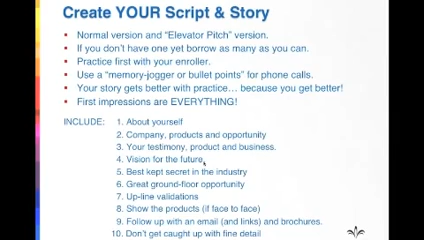 Create YOUR Script & Story
Normal version and “Elevator Pitch” version.
If you don’t have one yet borrow as many as you can.
Practice first with your enroller.
Use a “memory-jogger or bullet points” for phone calls.
Your story gets better with practice… because you get better!
First impressions are EVERYTHING!
INCLUDE: 1. About yourself
2. Company, products and opportunity
3. Your testimony, product and business.
4. Vision for the future
5. Best kept secret in the industry
6. Great ground-floor opportunity
7. Up-line validations
8. Show the products (if face to face)
9. Follow up with an email (and links) and brochures.
10. Don’t get caught up with fine detail